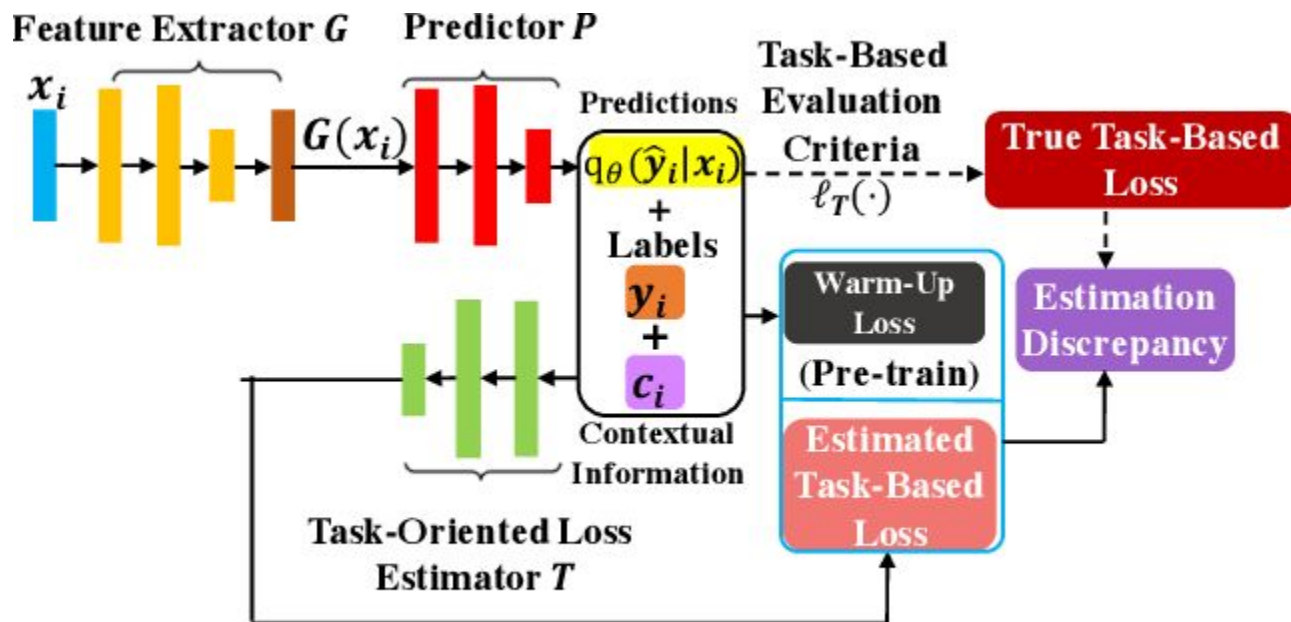 Feature Extractor G
Predictor P
x_i
G(x_i)
Predictions
q_θ(ŷ_i|x_i)
+
Labels
y_i
+
c_i
Contextual
Information
Task-Based
Evaluation
Criteria
ℓ_T(·)
True Task-Based
Loss
Warm-Up
Loss
(Pre-train)
Estimated
Task-Based
Loss
Estimation
Discrepancy
Task-Oriented Loss
Estimator T